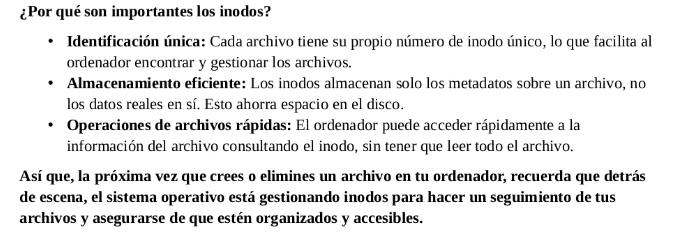 ¿Por qué son importantes los inodos?
• Identificación única: Cada archivo tiene su propio número de inodo único, lo que facilita al
ordenador encontrar y gestionar los archivos.
• Almacenamiento eficiente: Los inodos almacenan solo los metadatos sobre un archivo, no
los datos reales en sí. Esto ahorra espacio en el disco.
• Operaciones de archivos rápidas: El ordenador puede acceder rápidamente a la
información del archivo consultando el inodo, sin tener que leer todo el archivo.
Así que, la próxima vez que crees o elimines un archivo en tu ordenador, recuerda que detrás
de escena, el sistema operativo está gestionando inodos para hacer un seguimiento de tus
archivos y asegurarse de que estén organizados y accesibles.